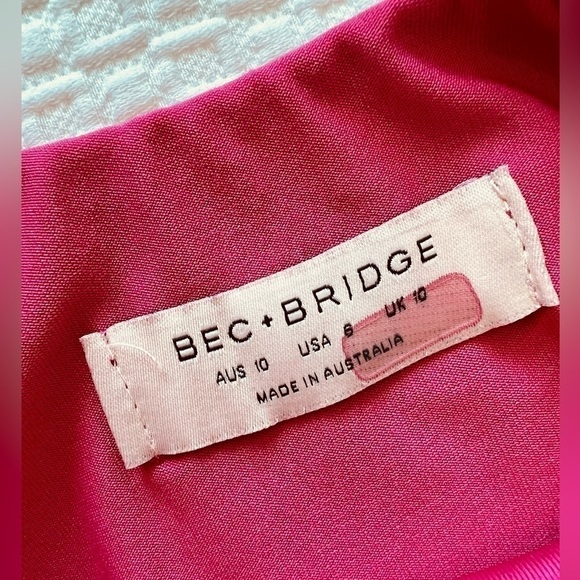 BEC+BRIDGE
AUS 10 USA 6 UK 10
MADE IN AUSTRALIA